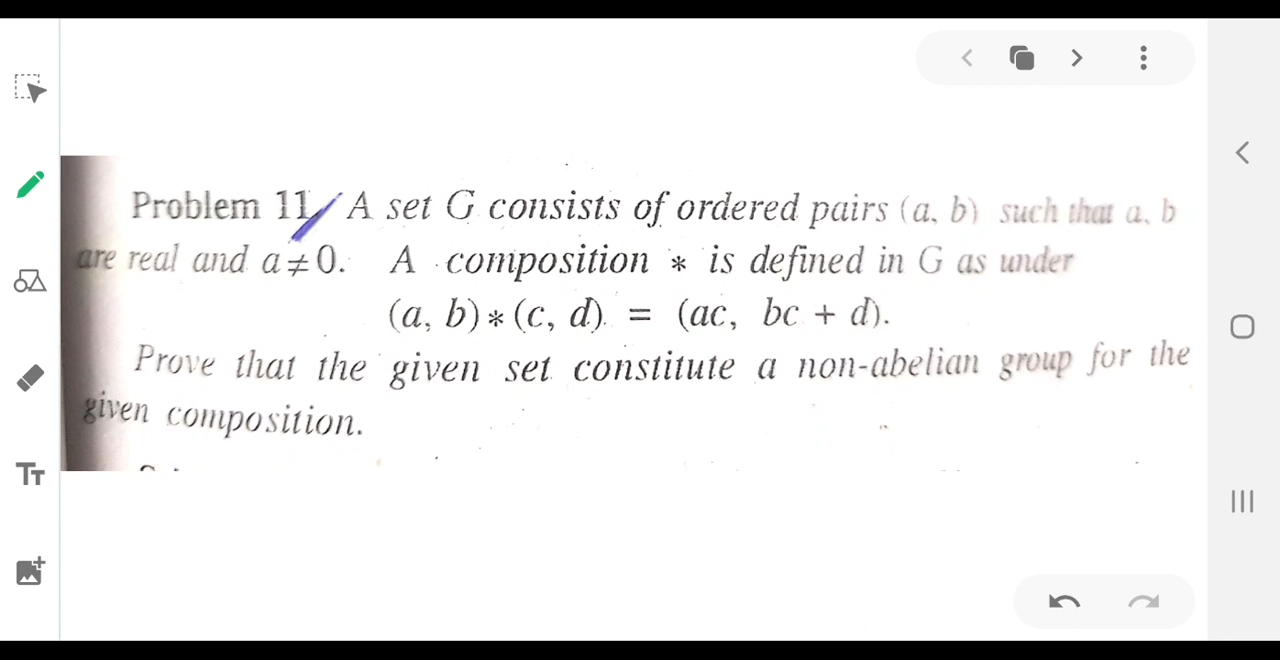 Problem 11. A set G consists of ordered pairs (a, b) such that a, b
are real and a ≠ 0. A composition * is defined in G as under
(a, b) * (c, d) = (ac, bc + d).
Prove that the given set constitute a non-abelian group for the
given composition.
TT